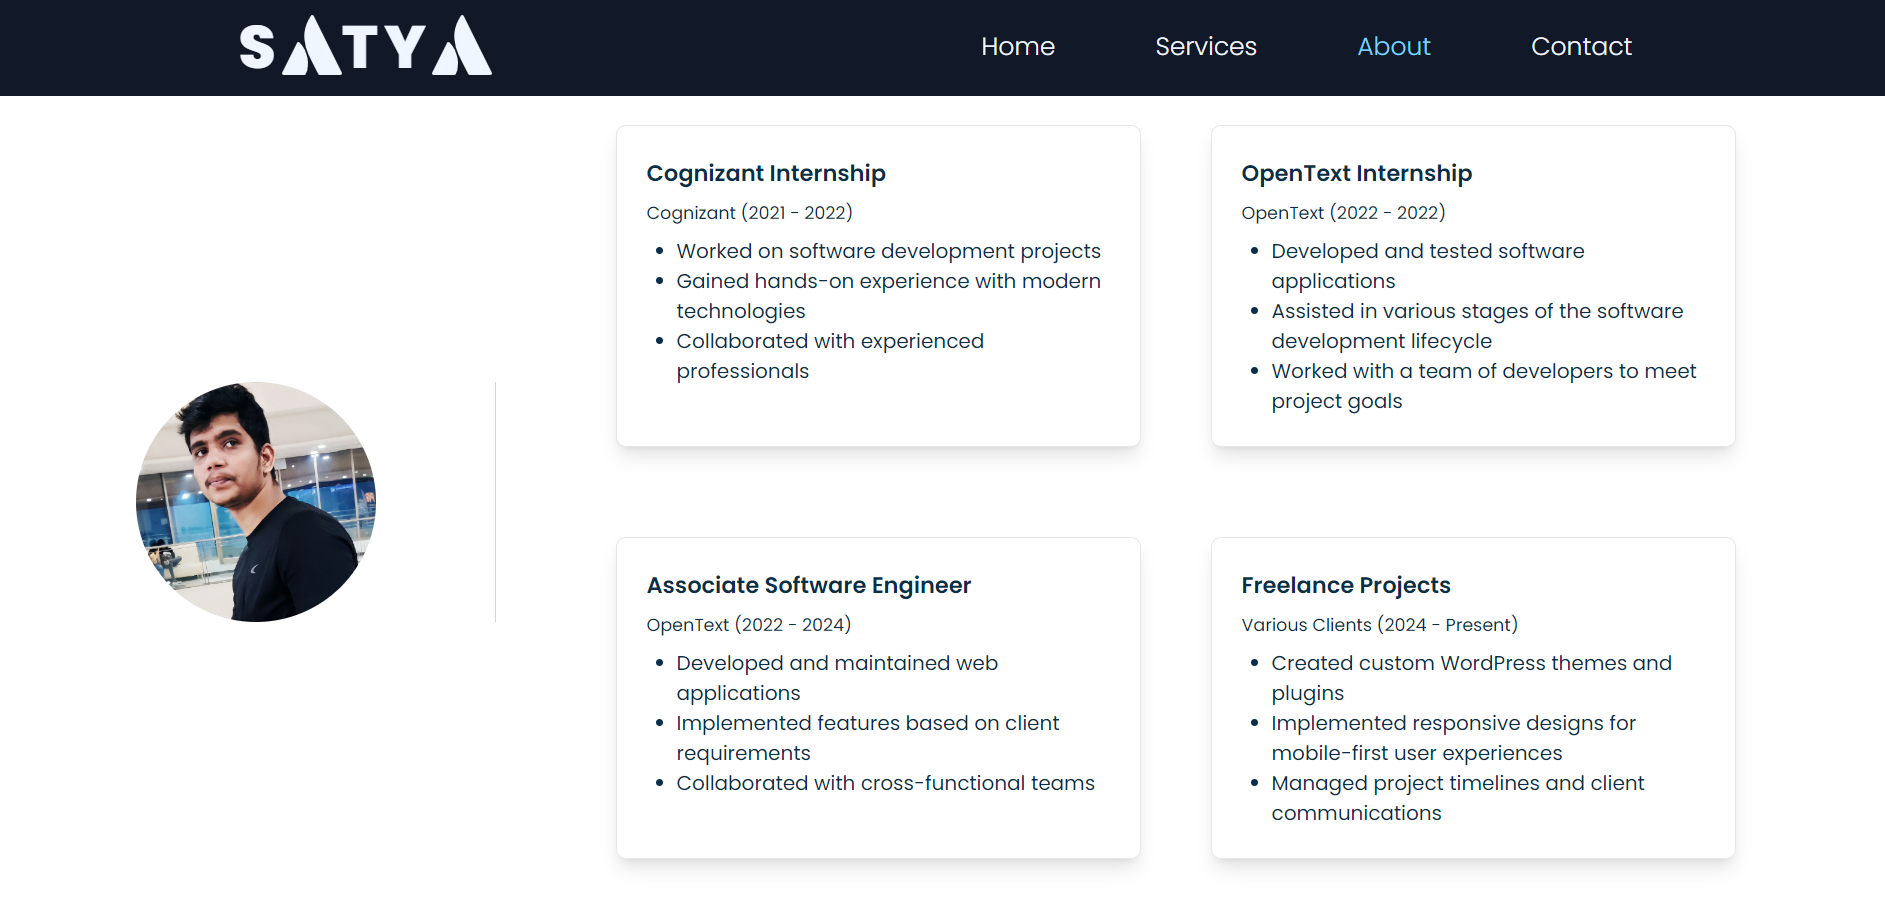 SATYA
Home Services About Contact
Cognizant Internship
Cognizant (2021 - 2022)
• Worked on software development projects
• Gained hands-on experience with modern
technologies
• Collaborated with experienced
professionals
OpenText Internship
OpenText (2022 - 2022)
• Developed and tested software
applications
• Assisted in various stages of the software
development lifecycle
• Worked with a team of developers to meet
project goals
Associate Software Engineer
OpenText (2022 - 2024)
• Developed and maintained web
applications
• Implemented features based on client
requirements
• Collaborated with cross-functional teams
Freelance Projects
Various Clients (2024 - Present)
• Created custom WordPress themes and
plugins
• Implemented responsive designs for
mobile-first user experiences
• Managed project timelines and client
communications